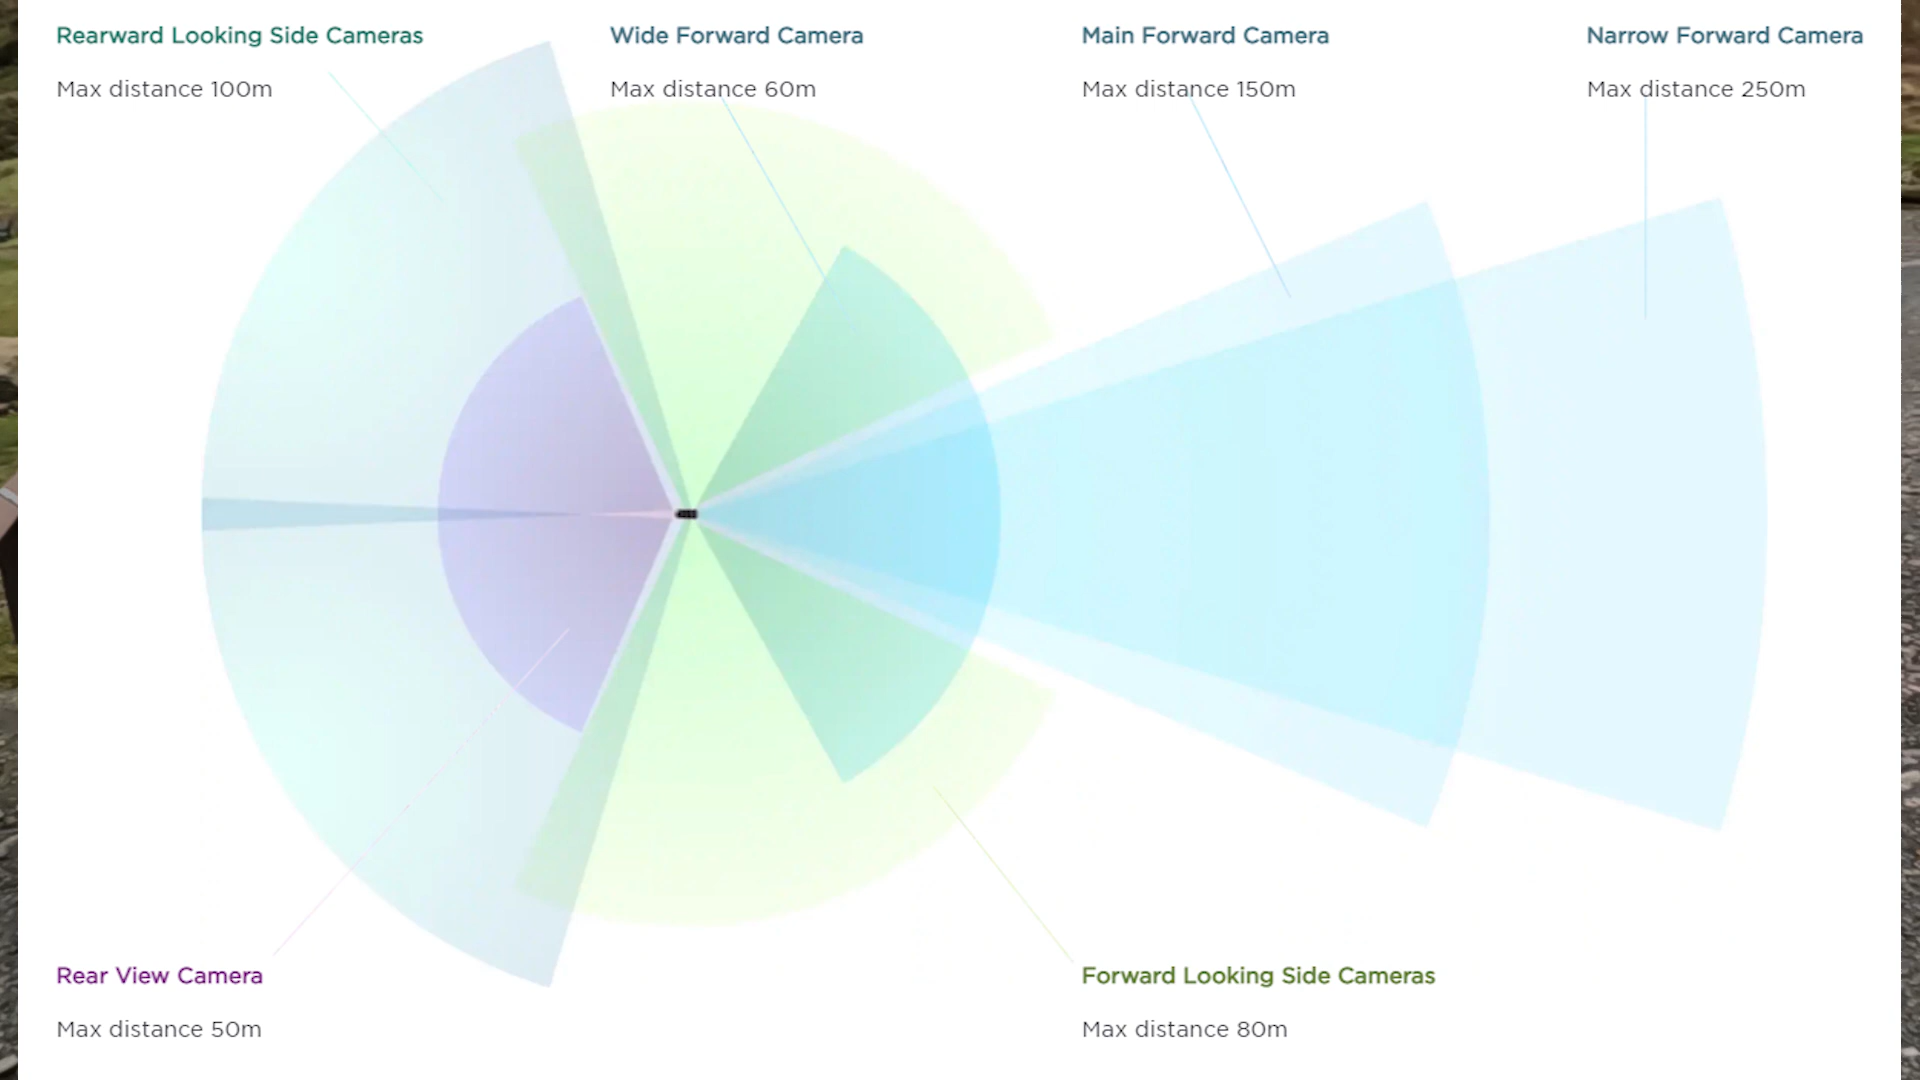 Rearward Looking Side Cameras
Max distance 100m
Wide Forward Camera
Max distance 60m
Main Forward Camera
Max distance 150m
Narrow Forward Camera
Max distance 250m
Rear View Camera
Max distance 50m
Forward Looking Side Cameras
Max distance 80m